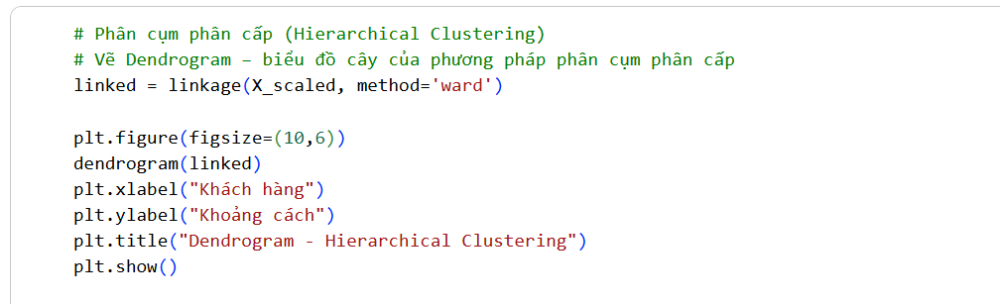 # Phân cụm phân cấp (Hierarchical Clustering)
# Vẽ Dendrogram – biểu đồ cây của phương pháp phân cụm phân cấp
linked = linkage(X_scaled, method='ward')
plt.figure(figsize=(10,6))
dendrogram(linked)
plt.xlabel("Khách hàng")
plt.ylabel("Khoảng cách")
plt.title("Dendrogram - Hierarchical Clustering")
plt.show()